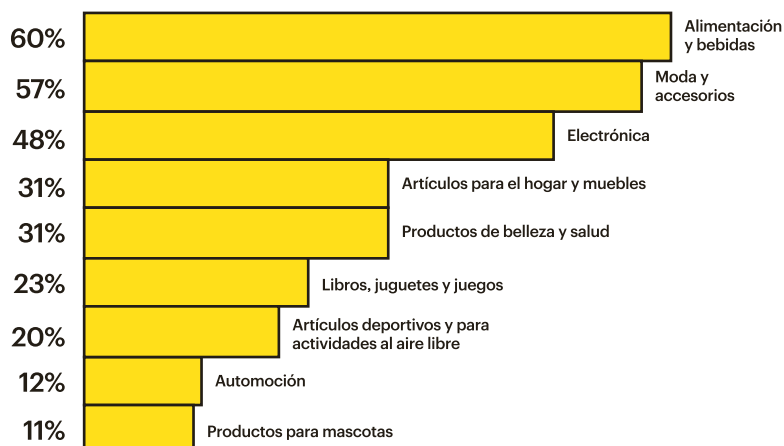 60%
Alimentación
y bebidas
57%
Moda y
accesorios
48%
Electrónica
31%
Artículos para el hogar y muebles
31%
Productos de belleza y salud
23%
Libros, juguetes y juegos
20%
Artículos deportivos y para
actividades al aire libre
12%
Automoción
11%
Productos para mascotas